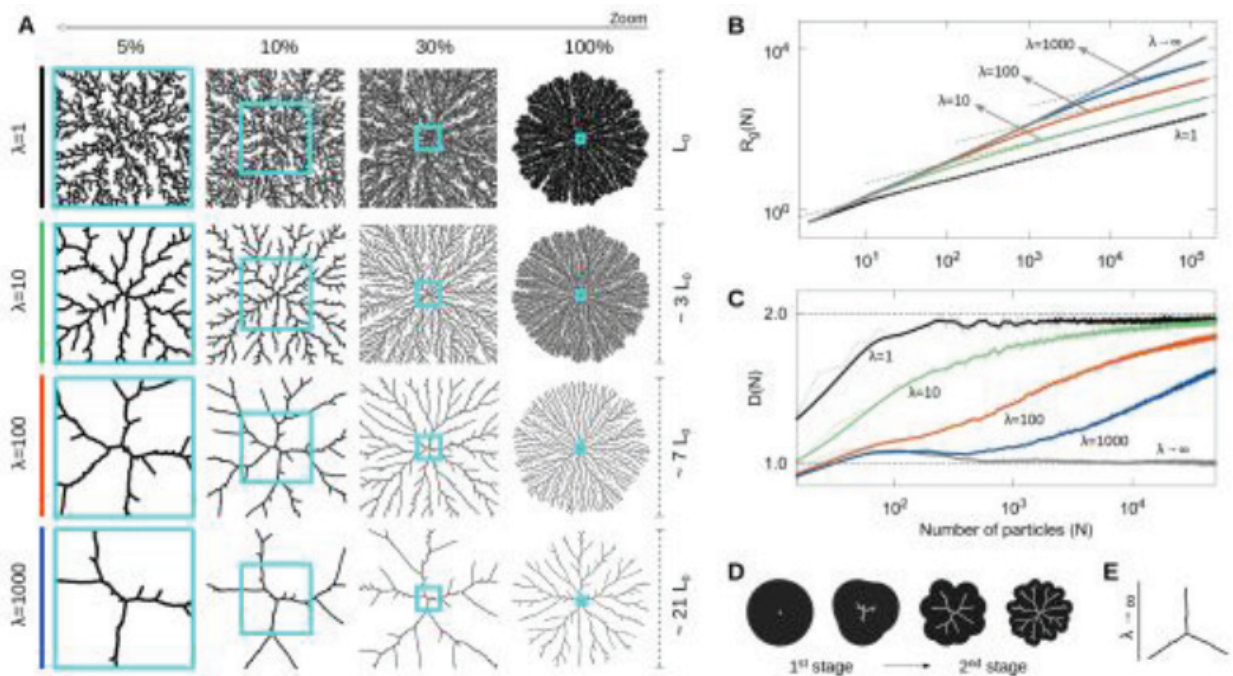 A
Zoom
5% 10% 30% 100%
λ=1
L₀
λ=10
~ 3 L₀
λ=100
~ 7 L₀
λ=1000
~ 21 L₀
B
R_g(N)
10⁴
10⁰
λ=1000
λ→∞
λ=100
λ=10
λ=1
10¹ 10² 10³ 10⁴ 10⁵
C
D(N)
2.0
1.0
λ=1
λ=10
λ=100
λ=1000
λ→∞
10² 10³ 10⁴
Number of particles (N)
D
1ˢᵗ stage → 2ⁿᵈ stage
E
λ→∞